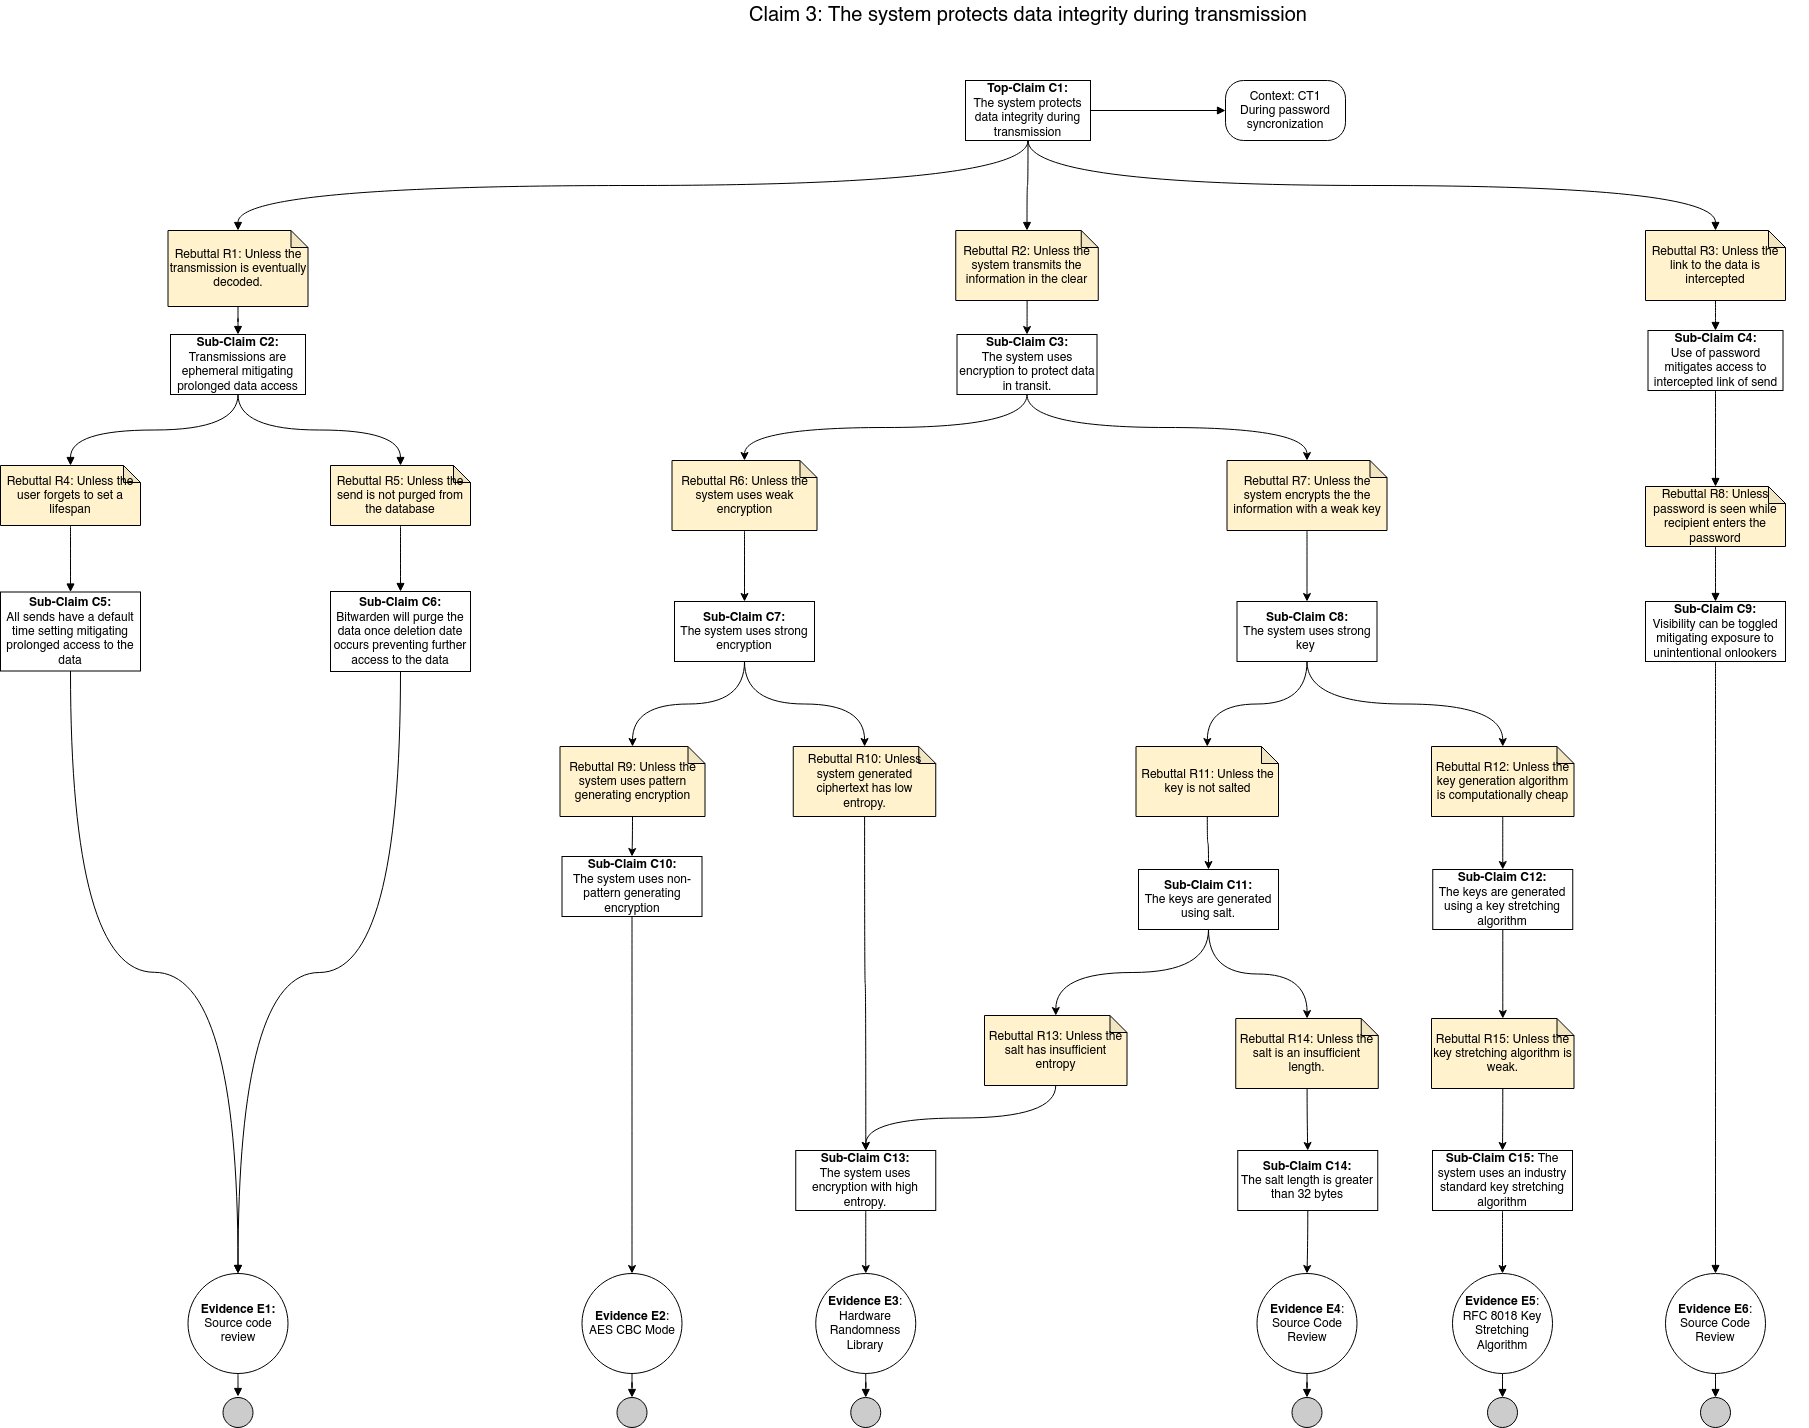 Claim 3: The system protects data integrity during transmission
Top-Claim C1:
The system protects
data integrity during
transmission
Context: CT1
During password
syncronization
Rebuttal R1: Unless the
transmission is eventually
decoded.
Rebuttal R2: Unless the
system transmits the
information in the clear
Rebuttal R3: Unless the
link to the data is
intercepted
Sub-Claim C2:
Transmissions are
ephemeral mitigating
prolonged data access
Sub-Claim C3:
The system uses
encryption to protect data
in transit.
Sub-Claim C4:
Use of password
mitigates access to
intercepted link of send
Rebuttal R4: Unless the
user forgets to set a
lifespan
Rebuttal R5: Unless the
send is not purged from
the database
Rebuttal R6: Unless the
system uses weak
encryption
Rebuttal R7: Unless the
system encrypts the the
information with a weak key
Rebuttal R8: Unless
password is seen while
recipient enters the
password
Sub-Claim C5:
All sends have a default
time setting mitigating
prolonged access to the
data
Sub-Claim C6:
Bitwarden will purge the
data once deletion date
occurs preventing further
access to the data
Sub-Claim C7:
The system uses strong
encryption
Sub-Claim C8:
The system uses strong
key
Sub-Claim C9:
Visibility can be toggled
mitigating exposure to
unintentional onlookers
Rebuttal R9: Unless the
system uses pattern
generating encryption
Rebuttal R10: Unless
system generated
ciphertext has low
entropy.
Rebuttal R11: Unless the
key is not salted
Rebuttal R12: Unless the
key generation algorithm
is computationally cheap
Sub-Claim C10:
The system uses non-
pattern generating
encryption
Sub-Claim C11:
The keys are generated
using salt.
Sub-Claim C12:
The keys are generated
using a key stretching
algorithm
Rebuttal R13: Unless the
salt has insufficient
entropy
Rebuttal R14: Unless the
salt is an insufficient
length.
Rebuttal R15: Unless the
key stretching algorithm is
weak.
Sub-Claim C13:
The system uses
encryption with high
entropy.
Sub-Claim C14:
The salt length is greater
than 32 bytes
Sub-Claim C15: The
system uses an industry
standard key stretching
algorithm
Evidence E1:
Source code
review
Evidence E2:
AES CBC Mode
Evidence E3:
Hardware
Randomness
Library
Evidence E4:
Source Code
Review
Evidence E5:
RFC 8018 Key
Stretching
Algorithm
Evidence E6:
Source Code
Review